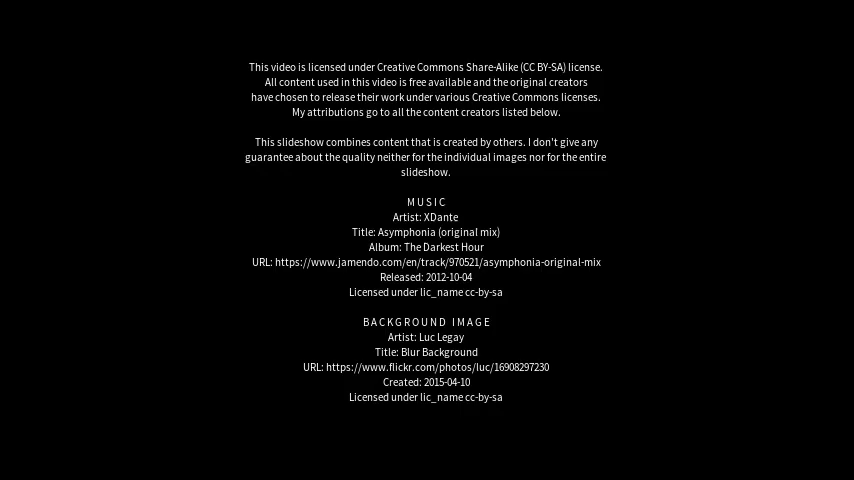 This video is licensed under Creative Commons Share-Alike (CC BY-SA) license.
All content used in this video is free available and the original creators
have chosen to release their work under various Creative Commons licenses.
My attributions go to all the content creators listed below.
This slideshow combines content that is created by others. I don't give any
guarantee about the quality neither for the individual images nor for the entire
slideshow.
MUSIC
Artist: XDante
Title: Asymphonia (original mix)
Album: The Darkest Hour
URL: https://www.jamendo.com/en/track/970521/asymphonia-original-mix
Released: 2012-10-04
Licensed under lic_name cc-by-sa
BACKGROUND IMAGE
Artist: Luc Legay
Title: Blur Background
URL: https://www.flickr.com/photos/luc/16908297230
Created: 2015-04-10
Licensed under lic_name cc-by-sa